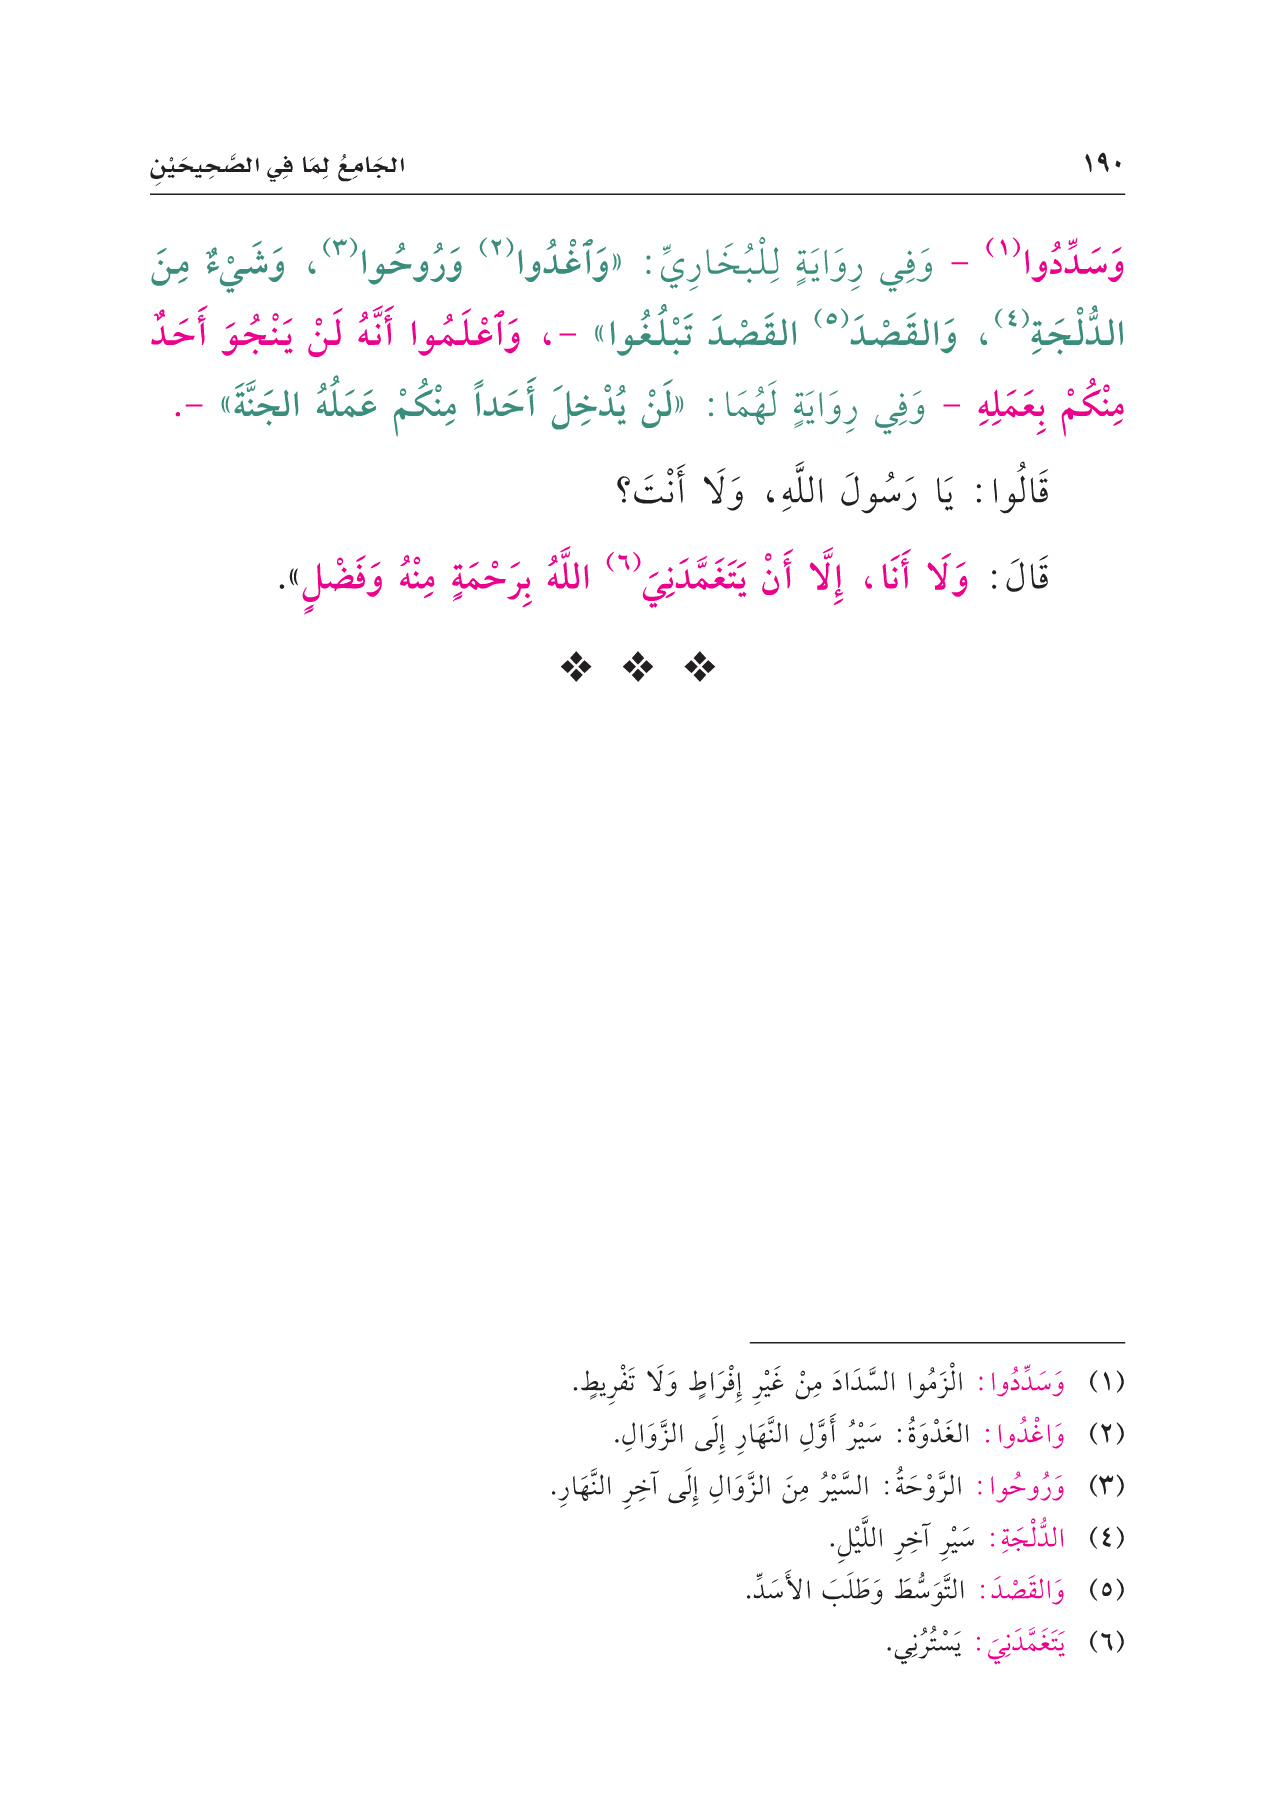 ١٩٠ الجَامِعُ لِمَا فِي الصَّحِيحَيْنِ
وَسَدِّدُوا(١) – وَفِي رِوَايَةٍ لِلْبُخَارِيِّ: «وَٱغْدُوا(٢) وَرُوحُوا(٣)، وَشَيْءٌ مِنَ
الدُّلْجَةِ(٤)، وَالقَصْدَ(٥) القَصْدَ تَبْلُغُوا» –، وَٱعْلَمُوا أَنَّهُ لَنْ يَنْجُوَ أَحَدٌ
مِنْكُمْ بِعَمَلِهِ – وَفِي رِوَايَةٍ لَهُمَا: «لَنْ يُدْخِلَ أَحَداً مِنْكُمْ عَمَلُهُ الجَنَّةَ» –.
قَالُوا: يَا رَسُولَ اللَّهِ، وَلَا أَنْتَ؟
قَالَ: وَلَا أَنَا، إِلَّا أَنْ يَتَغَمَّدَنِيَ(٦) اللَّهُ بِرَحْمَةٍ مِنْهُ وَفَضْلٍ».
(١) وَسَدِّدُوا: الْزَمُوا السَّدَادَ مِنْ غَيْرِ إِفْرَاطٍ وَلَا تَفْرِيطٍ.
(٢) وَاغْدُوا: الغَدْوَةُ: سَيْرُ أَوَّلِ النَّهَارِ إِلَى الزَّوَالِ.
(٣) وَرُوحُوا: الرَّوْحَةُ: السَّيْرُ مِنَ الزَّوَالِ إِلَى آخِرِ النَّهَارِ.
(٤) الدُّلْجَةِ: سَيْرِ آخِرِ اللَّيْلِ.
(٥) وَالقَصْدَ: التَّوَسُّطَ وَطَلَبَ الأَسَدِّ.
(٦) يَتَغَمَّدَنِيَ: يَسْتُرُنِي.